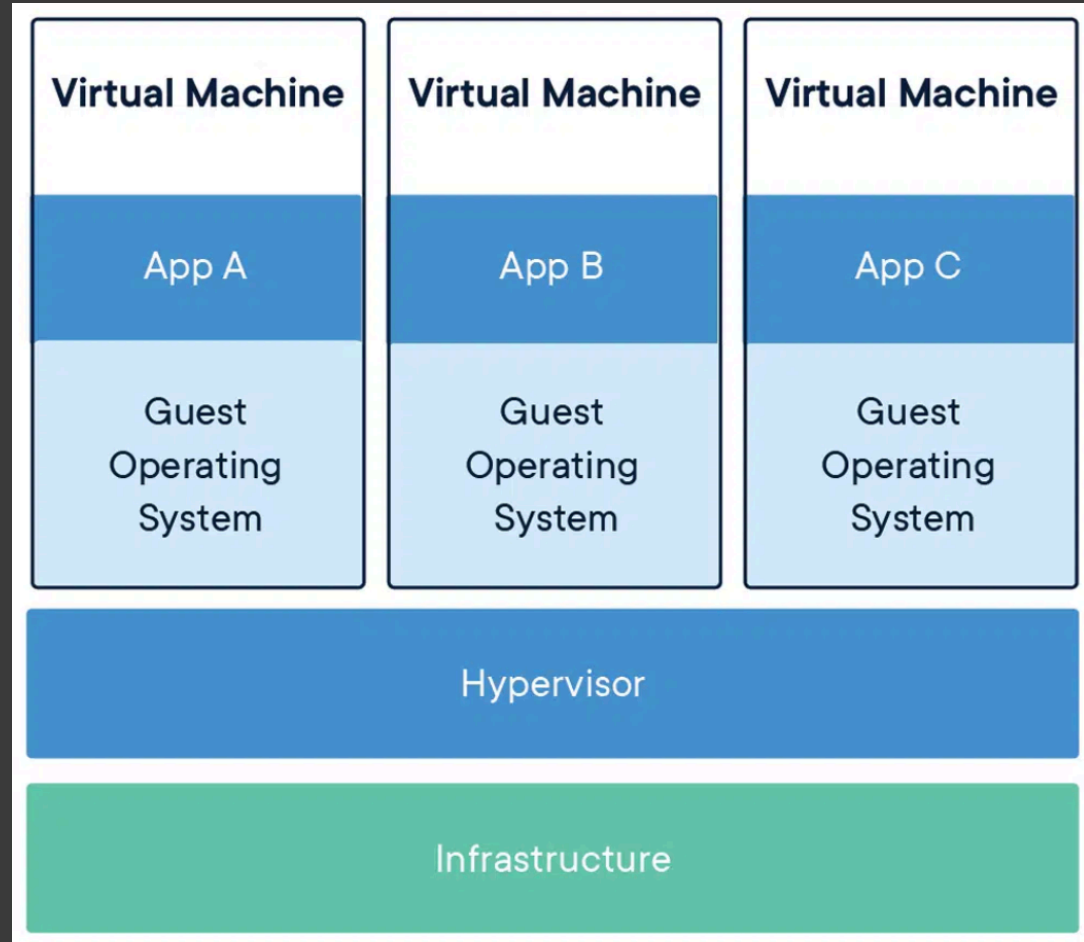 Virtual Machine
Virtual Machine
Virtual Machine
App A
App B
App C
Guest
Operating
System
Guest
Operating
System
Guest
Operating
System
Hypervisor
Infrastructure